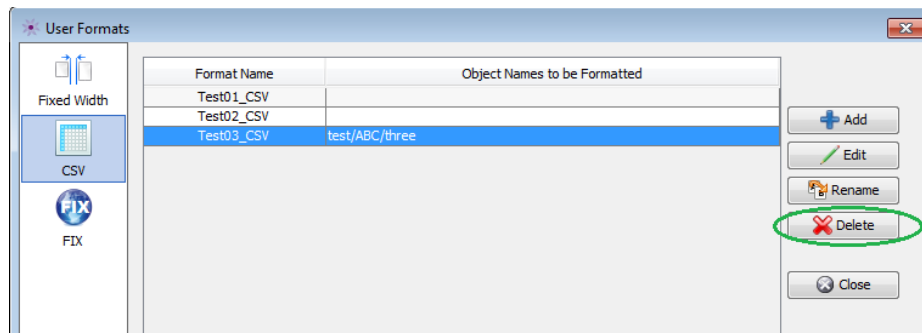 User Formats
Fixed Width
CSV
FIX
FIX
Format Name Object Names to be Formatted
Test01_CSV
Test02_CSV
Test03_CSV test/ABC/three
Add
Edit
Rename
Delete
Close